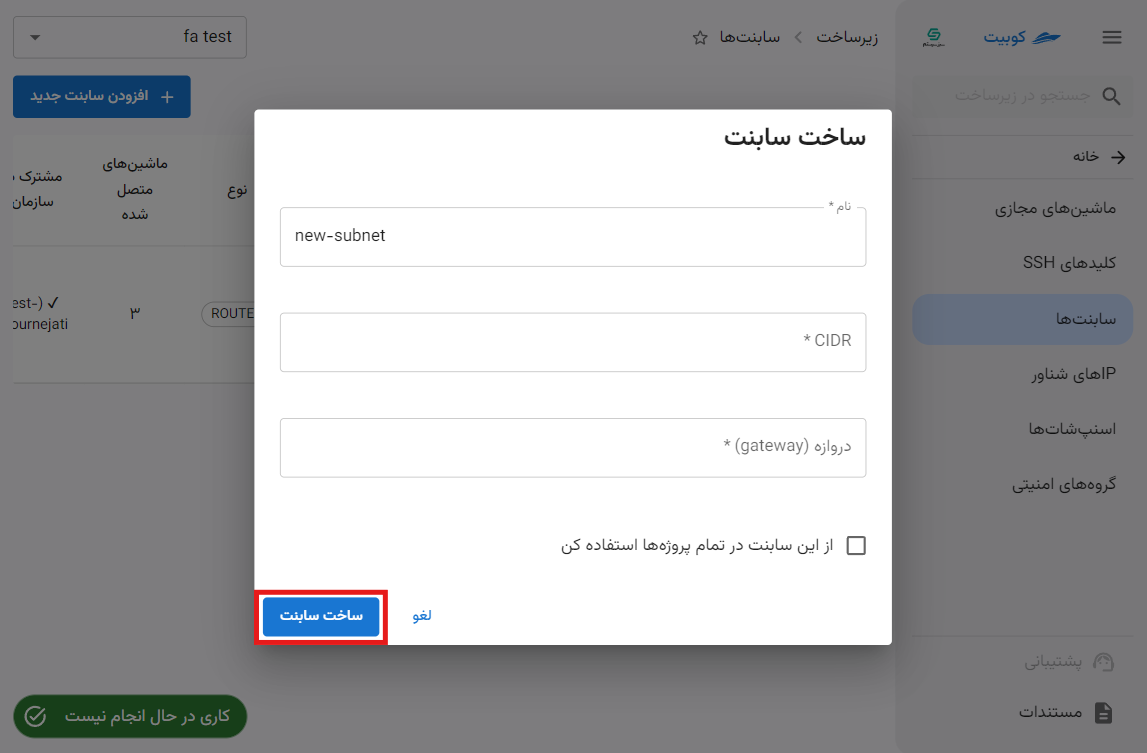 کوبیت
زیرساخت
سابنت‌ها
fa test
جستجو در زیرساخت
خانه
ماشین‌های مجازی
کلیدهای SSH
سابنت‌ها
IPهای شناور
اسنپ‌شات‌ها
گروه‌های امنیتی
پشتیبانی
مستندات
+ افزودن سابنت جدید
نوع
ماشین‌های
متصل
شده
مشترک
سازمان
ROUTE
۳
est-) ✓
ournejati
ساخت سابنت
نام *
new-subnet
CIDR *
دروازه (gateway) *
از این سابنت در تمام پروژه‌ها استفاده کن
لغو
ساخت سابنت
کاری در حال انجام نیست